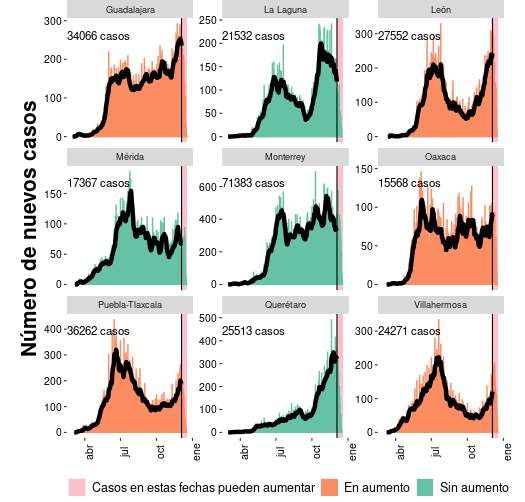 Número de nuevos casos
Guadalajara
La Laguna
León
34066 casos
21532 casos
27552 casos
300
200
100
0
250
200
150
100
50
0
300
200
100
0
Mérida
Monterrey
Oaxaca
17367 casos
71383 casos
15568 casos
150
100
50
0
600
400
200
0
150
100
50
0
Puebla-Tlaxcala
Querétaro
Villahermosa
36262 casos
25513 casos
24271 casos
400
300
200
100
0
500
400
300
200
100
0
300
200
100
0
abr
jul
oct
ene
abr
jul
oct
ene
abr
jul
oct
ene
Casos en estas fechas pueden aumentar
En aumento
Sin aumento